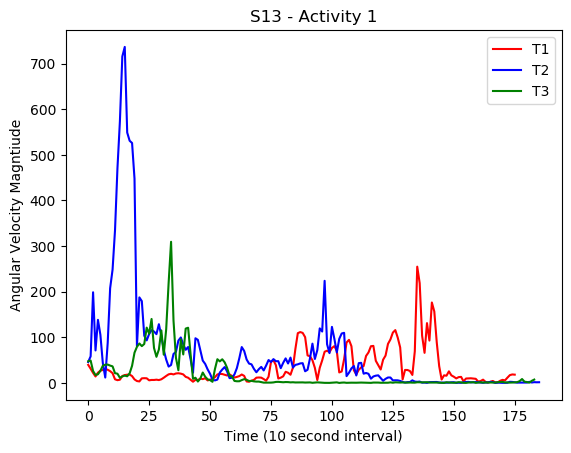 S13 - Activity 1
T1
T2
T3
700
600
500
400
300
200
100
0
Angular Velocity Magntiude
0 25 50 75 100 125 150 175
Time (10 second interval)